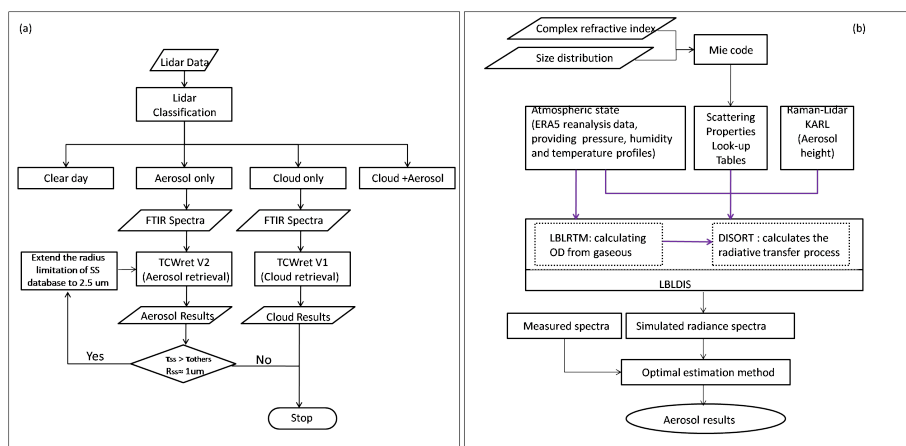 (a)
Lidar Data
Lidar
Classification
Clear day
Aerosol only
Cloud only
Cloud +Aerosol
FTIR Spectra
FTIR Spectra
Extend the radius
limitation of SS
database to 2.5 um
TCWret V2
(Aerosol retrieval)
TCWret V1
(Cloud retrieval)
Aerosol Results
Cloud Results
Yes
τss > τothers
Rss≈ 1um
No
Stop
(b)
Complex refractive index
Size distribution
Mie code
Atmospheric state
(ERA5 reanalysis data,
providing pressure, humidity
and temperature profiles)
Scattering
Properties
Look-up
Tables
Raman-Lidar
KARL
(Aerosol
height)
LBLRTM: calculating
OD from gaseous
DISORT : calculates the
radiative transfer process
LBLDIS
Measured spectra
Simulated radiance spectra
Optimal estimation method
Aerosol results